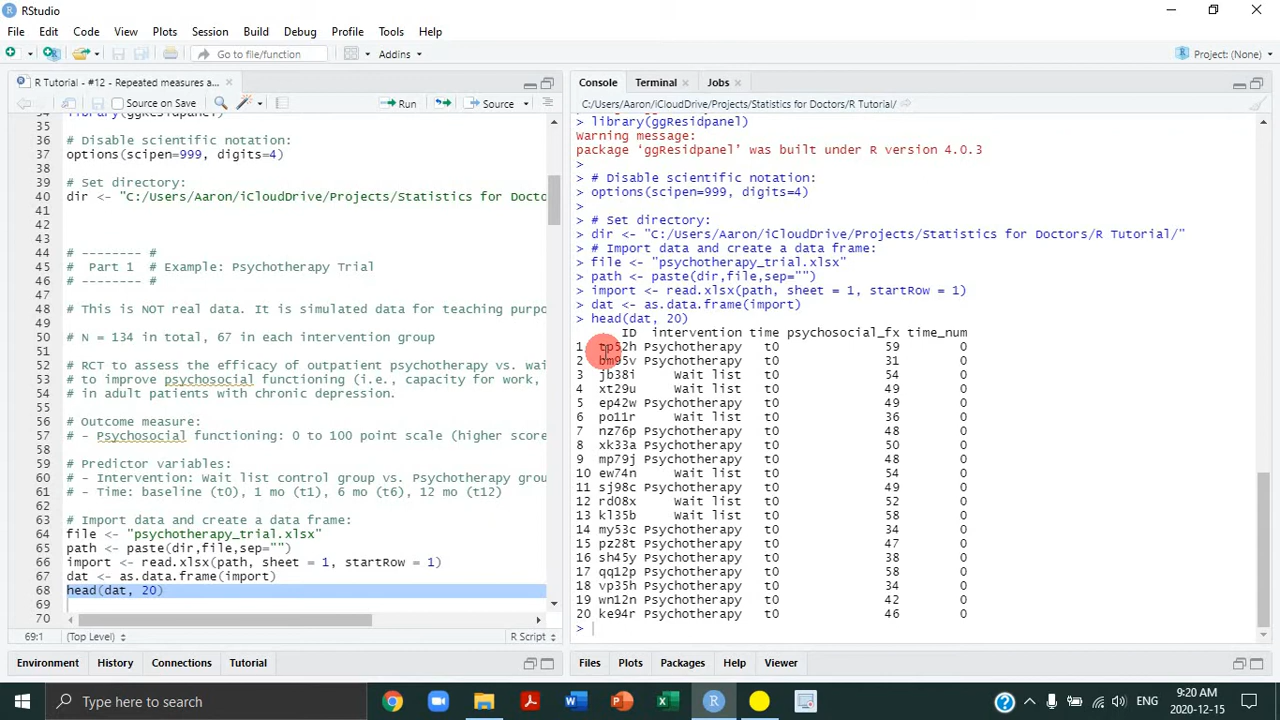 RStudio
File Edit Code View Plots Session Build Debug Profile Tools Help
Go to file/function
Addins
Project: (None)
R Tutorial - #12 - Repeated measures a...
Source on Save
Run
Source
35
36 # Disable scientific notation:
37 options(scipen=999, digits=4)
38
39 # Set directory:
40 dir <- "C:/Users/Aaron/iCloudDrive/Projects/Statistics for Docto
41
42
43
44 # -------- #
45 #  Part 1  # Example: Psychotherapy Trial
46 # -------- #
47
48 # This is NOT real data. It is simulated data for teaching purpo
49
50 # N = 134 in total, 67 in each intervention group
51
52 # RCT to assess the efficacy of outpatient psychotherapy vs. wai
53 # to improve psychosocial functioning (i.e., capacity for work,
54 # in adult patients with chronic depression.
55
56 # Outcome measure:
57 # - Psychosocial functioning: 0 to 100 point scale (higher score
58
59 # Predictor variables:
60 # - Intervention: wait list control group vs. Psychotherapy grou
61 # - Time: baseline (t0), 1 mo (t1), 6 mo (t6), 12 mo (t12)
62
63 # Import data and create a data frame:
64 file <- "psychotherapy_trial.xlsx"
65 path <- paste(dir,file,sep="")
66 import <- read.xlsx(path, sheet = 1, startRow = 1)
67 dat <- as.data.frame(import)
68 head(dat, 20)
69
70
69:1 (Top Level) R Script
Environment History Connections Tutorial
Console Terminal Jobs
C:/Users/Aaron/iCloudDrive/Projects/Statistics for Doctors/R Tutorial/
> library(ggResidpanel)
Warning message:
package ‘ggResidpanel’ was built under R version 4.0.3
>
> # Disable scientific notation:
> options(scipen=999, digits=4)
>
> # Set directory:
> dir <- "C:/Users/Aaron/iCloudDrive/Projects/Statistics for Doctors/R Tutorial/"
> # Import data and create a data frame:
> file <- "psychotherapy_trial.xlsx"
> path <- paste(dir,file,sep="")
> import <- read.xlsx(path, sheet = 1, startRow = 1)
> dat <- as.data.frame(import)
> head(dat, 20)
ID intervention time psychosocial_fx time_num
1 tp52h Psychotherapy t0 59 0
2 bm95v Psychotherapy t0 31 0
3 jb38i Wait list t0 54 0
4 xt29u Wait list t0 49 0
5 ep42w Psychotherapy t0 49 0
6 po11r Wait list t0 36 0
7 nz76p Psychotherapy t0 48 0
8 xk33a Psychotherapy t0 50 0
9 mp79j Psychotherapy t0 48 0
10 ew74n Wait list t0 54 0
11 sj98c Psychotherapy t0 49 0
12 rd08x Wait list t0 52 0
13 kl35b Wait list t0 58 0
14 my53c Psychotherapy t0 34 0
15 pz28t Psychotherapy t0 47 0
16 sh45y Psychotherapy t0 38 0
17 qq12p Psychotherapy t0 58 0
18 vp35h Psychotherapy t0 34 0
19 wn12n Psychotherapy t0 42 0
20 ke94r Psychotherapy t0 46 0
>
Files Plots Packages Help Viewer
Type here to search
ENG
9:20 AM
2020-12-15